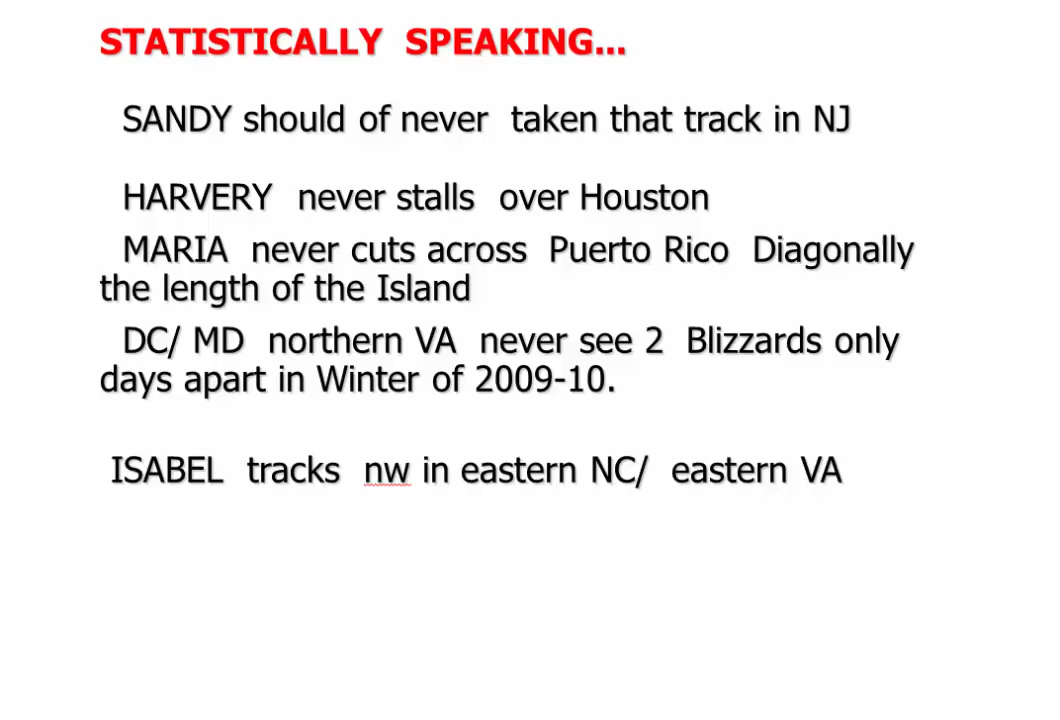 STATISTICALLY SPEAKING...
SANDY should of never taken that track in NJ
HARVERY never stalls over Houston
MARIA never cuts across Puerto Rico Diagonally
the length of the Island
DC/ MD northern VA never see 2 Blizzards only
days apart in Winter of 2009-10.
ISABEL tracks nw in eastern NC/ eastern VA